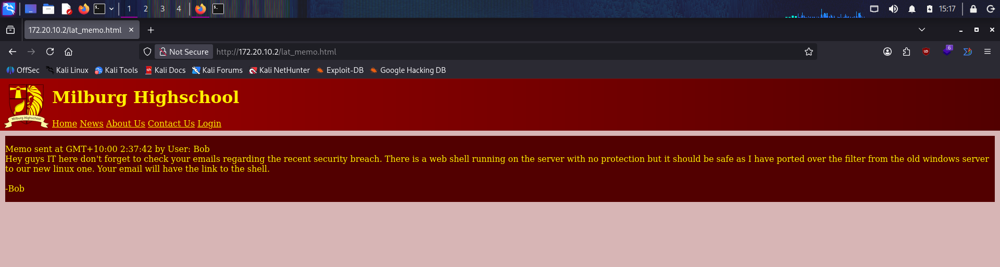 1 2 3 4 15:17
172.20.10.2/lat_memo.html
Not Secure http://172.20.10.2/lat_memo.html 6
OffSec Kali Linux Kali Tools Kali Docs Kali Forums Kali NetHunter Exploit-DB Google Hacking DB
Milburg Highschool
Milburg Highschool
Home News About Us Contact Us Login
Memo sent at GMT+10:00 2:37:42 by User: Bob
Hey guys IT here don't forget to check your emails regarding the recent security breach. There is a web shell running on the server with no protection but it should be safe as I have ported over the filter from the old windows server
to our new linux one. Your email will have the link to the shell.
-Bob